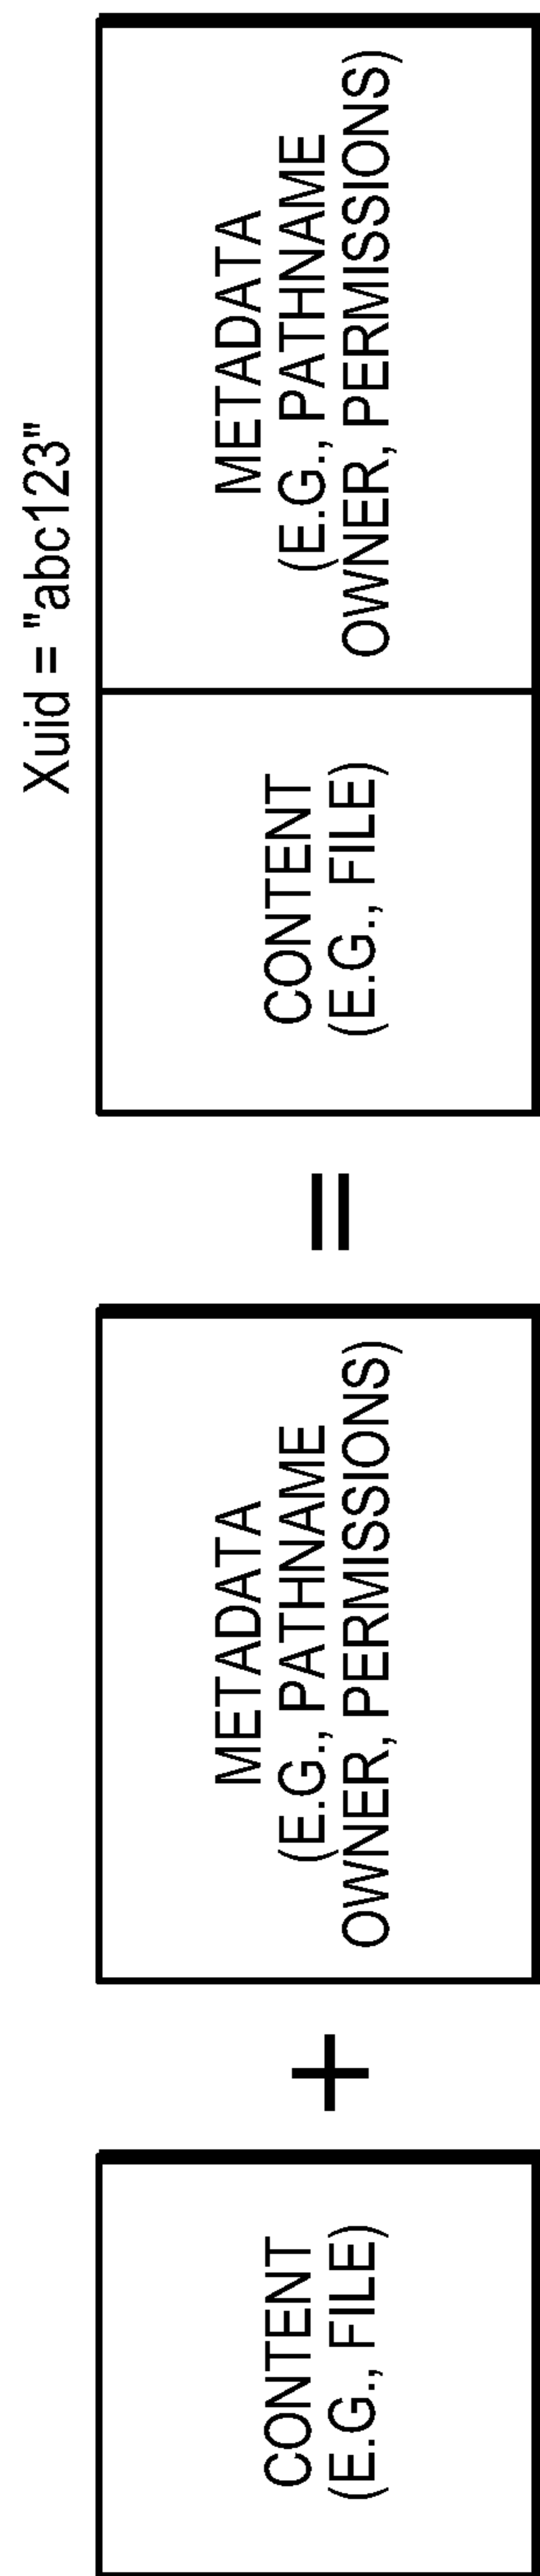 CONTENT
(E.G., FILE)
+
METADATA
(E.G., PATHNAME
OWNER, PERMISSIONS)
=
Xuid = "abc123"
CONTENT
(E.G., FILE)
METADATA
(E.G., PATHNAME
OWNER, PERMISSIONS)